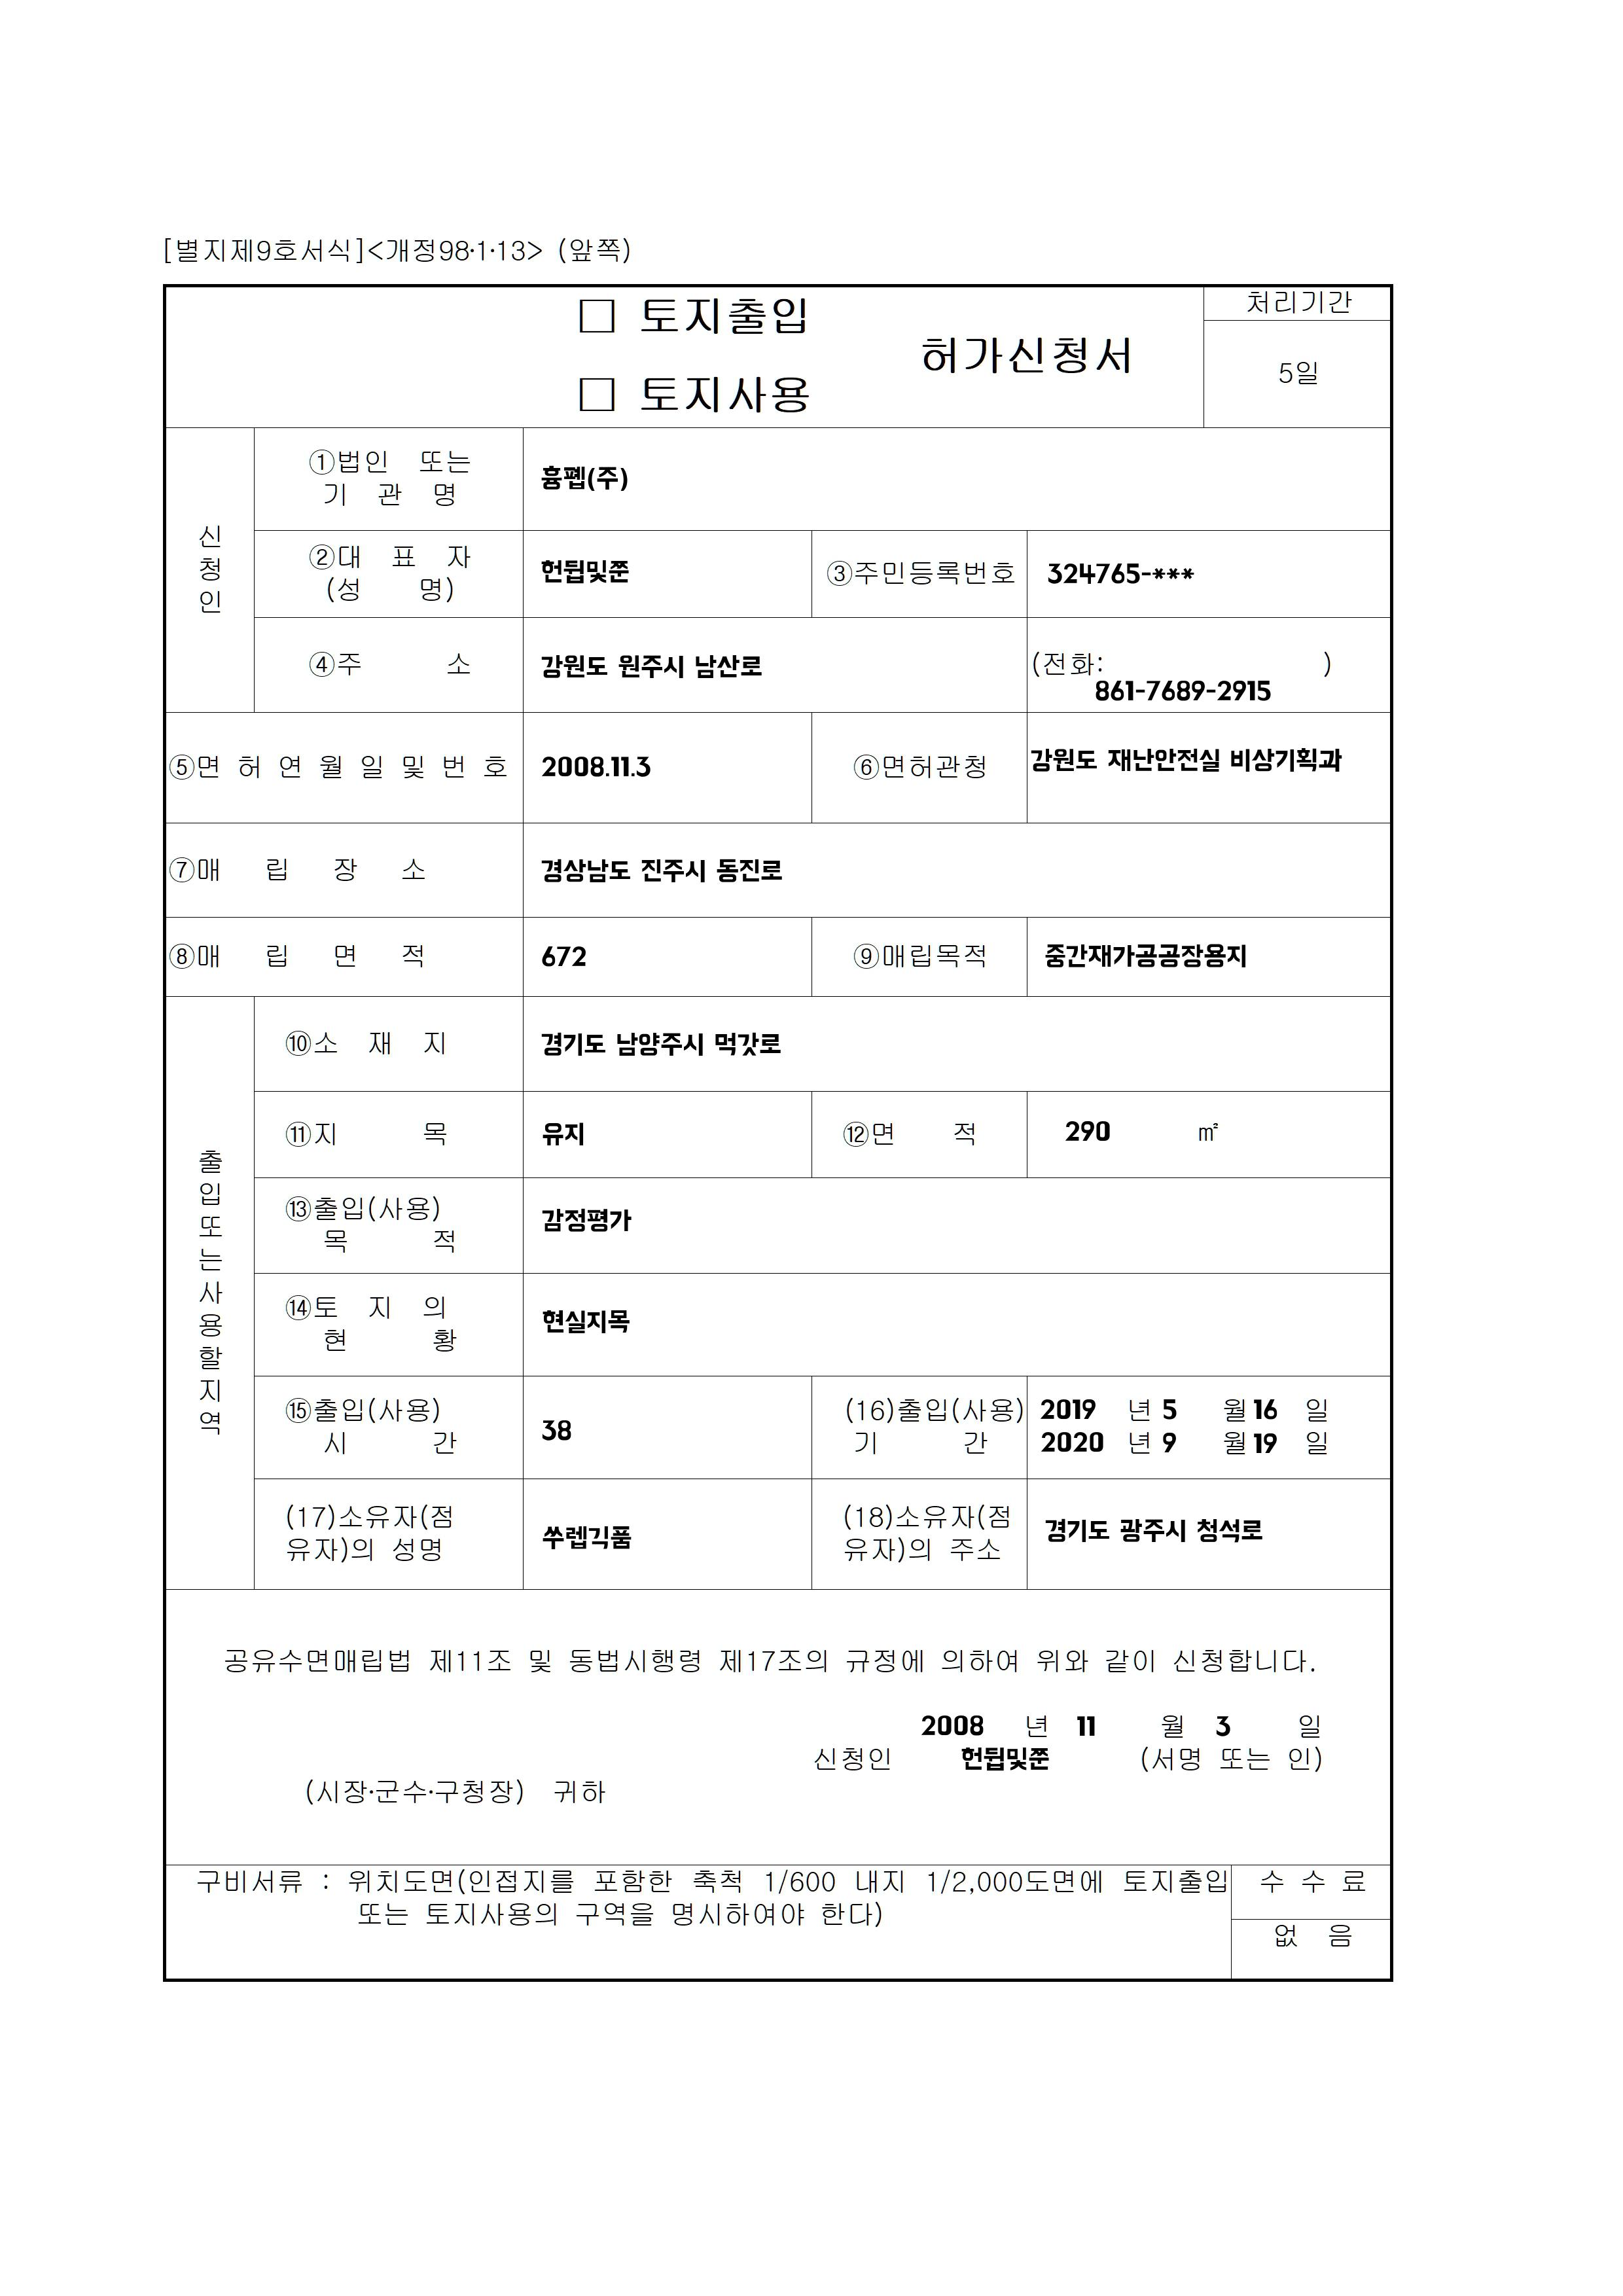 [별지제9호서식]<개정98·1·13> (앞쪽)
□ 토지출입
□ 토지사용
허가신청서
처리기간
5일
신청인
①법인 또는
기 관 명
흉폡(주)
②대 표 자
(성 명)
헌뒵및쭌
③주민등록번호
324765-***
④주 소
강원도 원주시 남산로
(전화: )
861-7689-2915
⑤면 허 연 월 일 및 번 호
2008.11.3
⑥면허관청
강원도 재난안전실 비상기획과
⑦매 립 장 소
경상남도 진주시 동진로
⑧매 립 면 적
672
⑨매립목적
중간재가공공장용지
출입또는사용할지역
⑩소 재 지
경기도 남양주시 먹갓로
⑪지 목
유지
⑫면 적
290 ㎡
⑬출입(사용)
목 적
감정평가
⑭토 지 의
현 황
현실지목
⑮출입(사용)
시 간
38
(16)출입(사용)
기 간
2019 년 5 월 16 일
2020 년 9 월 19 일
(17)소유자(점
유자)의 성명
쑤렙긱품
(18)소유자(점
유자)의 주소
경기도 광주시 청석로
공유수면매립법 제11조 및 동법시행령 제17조의 규정에 의하여 위와 같이 신청합니다.
2008 년 11 월 3 일
신청인 헌뒵및쭌 (서명 또는 인)
(시장·군수·구청장) 귀하
구비서류 : 위치도면(인접지를 포함한 축척 1/600 내지 1/2,000도면에 토지출입
또는 토지사용의 구역을 명시하여야 한다)
수 수 료
없 음